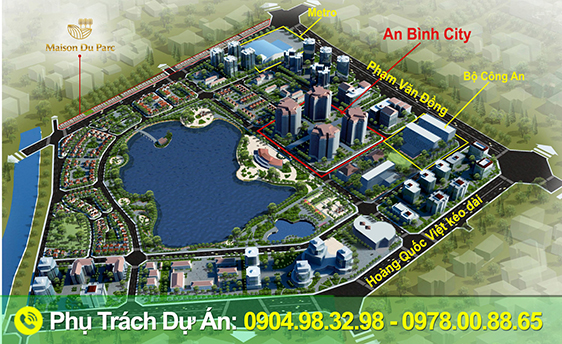 Metro
Maison Du Parc
An Bình City
Phạm Văn Đồng
Bộ Công An
Hoàng Quốc Việt kéo dài
Phụ Trách Dự Án: 0904.98.32.98 - 0978.00.88.65